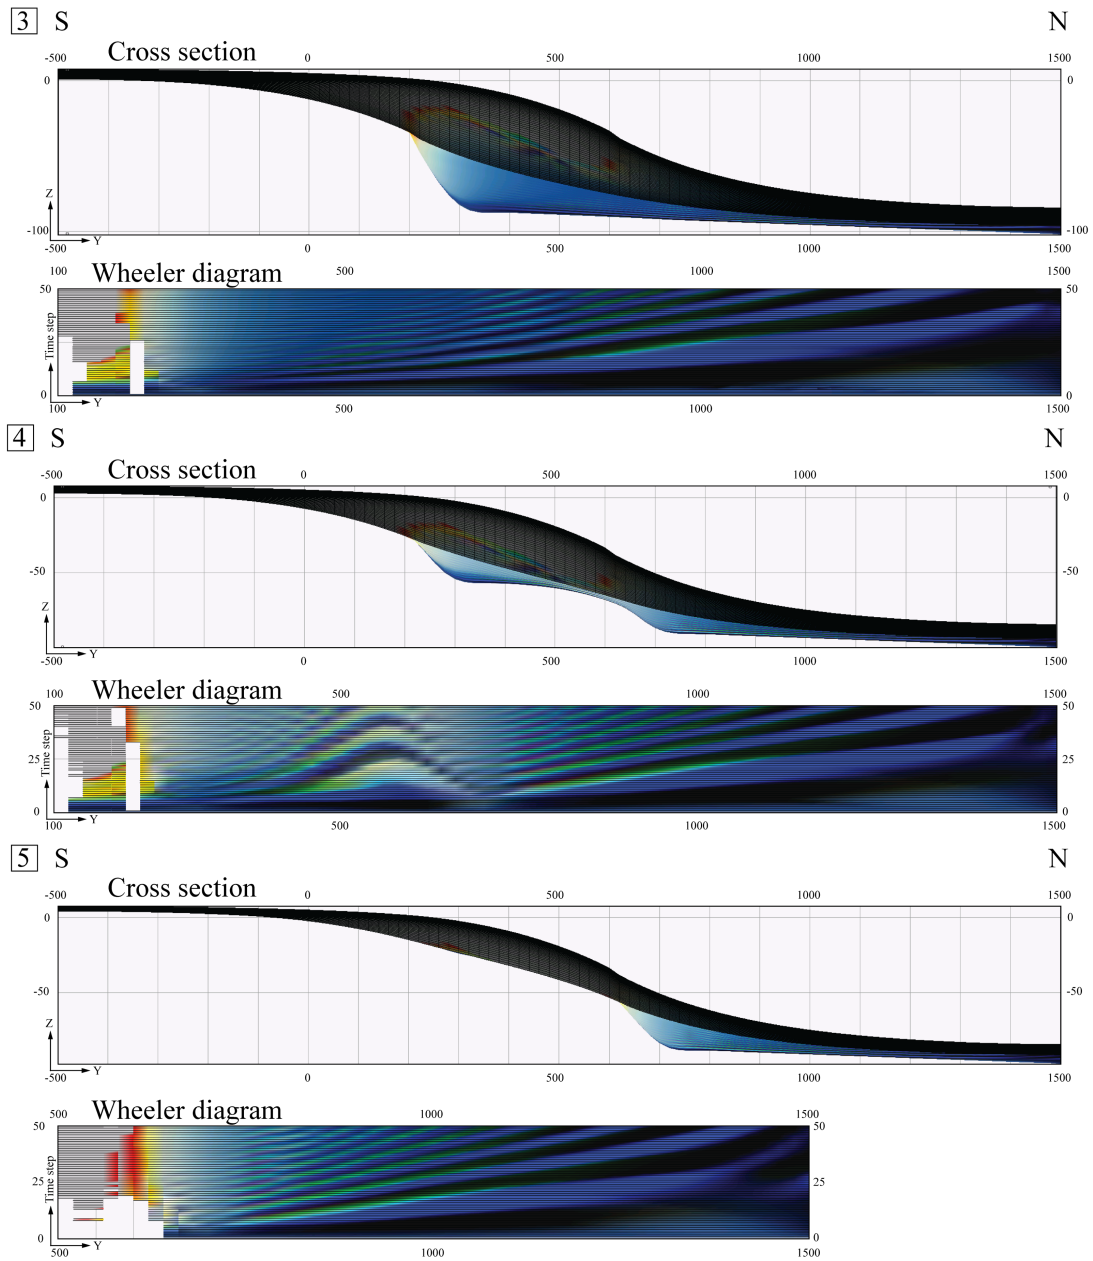 3 S N
Cross section
-500 0 500 1000 1500
0 0
Z
-100 Y -100
-500 0 500 1000 1500
Wheeler diagram
100 500 1000 1500
50 50
Time step
0 Y 0
100 500 1000 1500
4 S N
Cross section
-500 0 500 1000 1500
0 0
-50 -50
Z
Y
-500 0 500 1000 1500
Wheeler diagram
100 500 1000 1500
50 50
Time step
25 25
0 Y 0
100 500 1000 1500
5 S N
Cross section
-500 0 500 1000 1500
0 0
-50 -50
Z
Y
-500 0 500 1000 1500
Wheeler diagram
500 1000 1500
50 50
Time step
25 25
0 Y 0
500 1000 1500